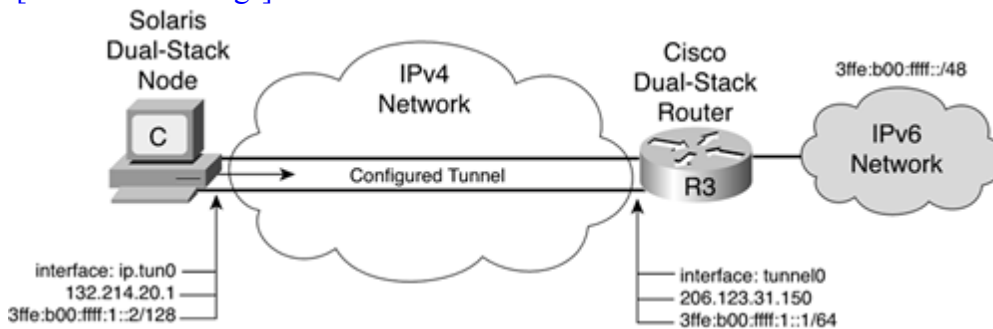 Solaris
Dual-Stack
Node
C
IPv4
Network
Configured Tunnel
Cisco
Dual-Stack
Router
R3
3ffe:b00:ffff::/48
IPv6
Network
interface: ip.tun0
132.214.20.1
3ffe:b00:ffff:1::2/128
interface: tunnel0
206.123.31.150
3ffe:b00:ffff:1::1/64